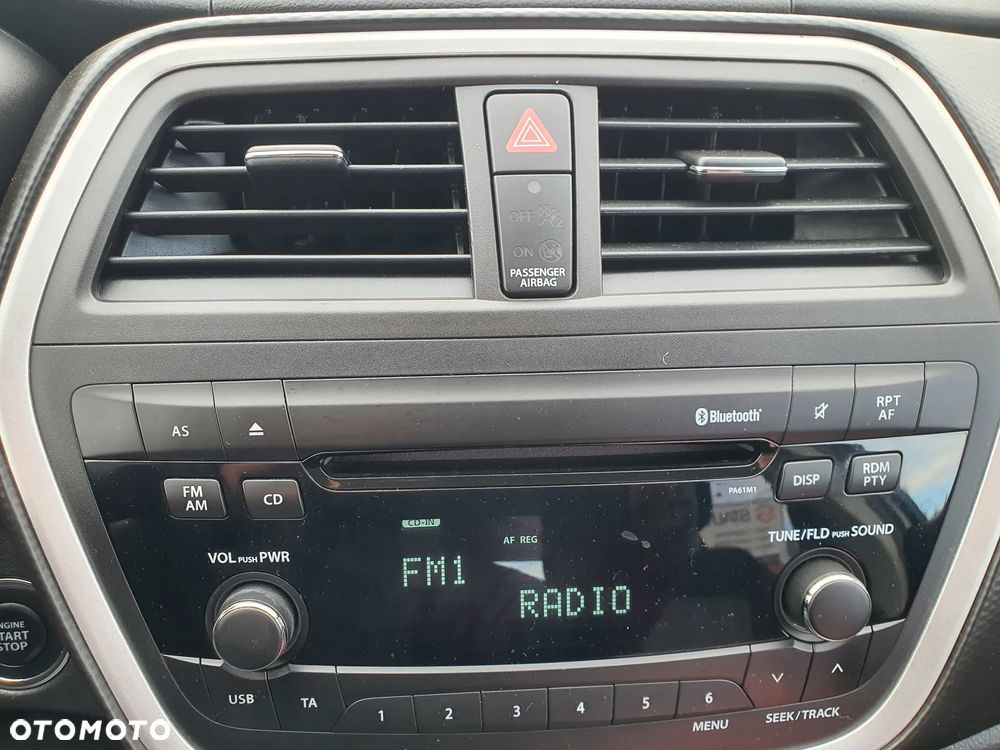 OFF
ON
PASSENGER
AIRBAG
AS
Bluetooth®
RPT
AF
FM
AM
CD
PA61M1
DISP
RDM
PTY
CD-IN
AF REG
VOL PUSH PWR
TUNE/FLD PUSH SOUND
FM1
RADIO
ENGINE
START
STOP
USB
TA
1
2
3
4
5
6
MENU
SEEK/TRACK
OTOMOTO